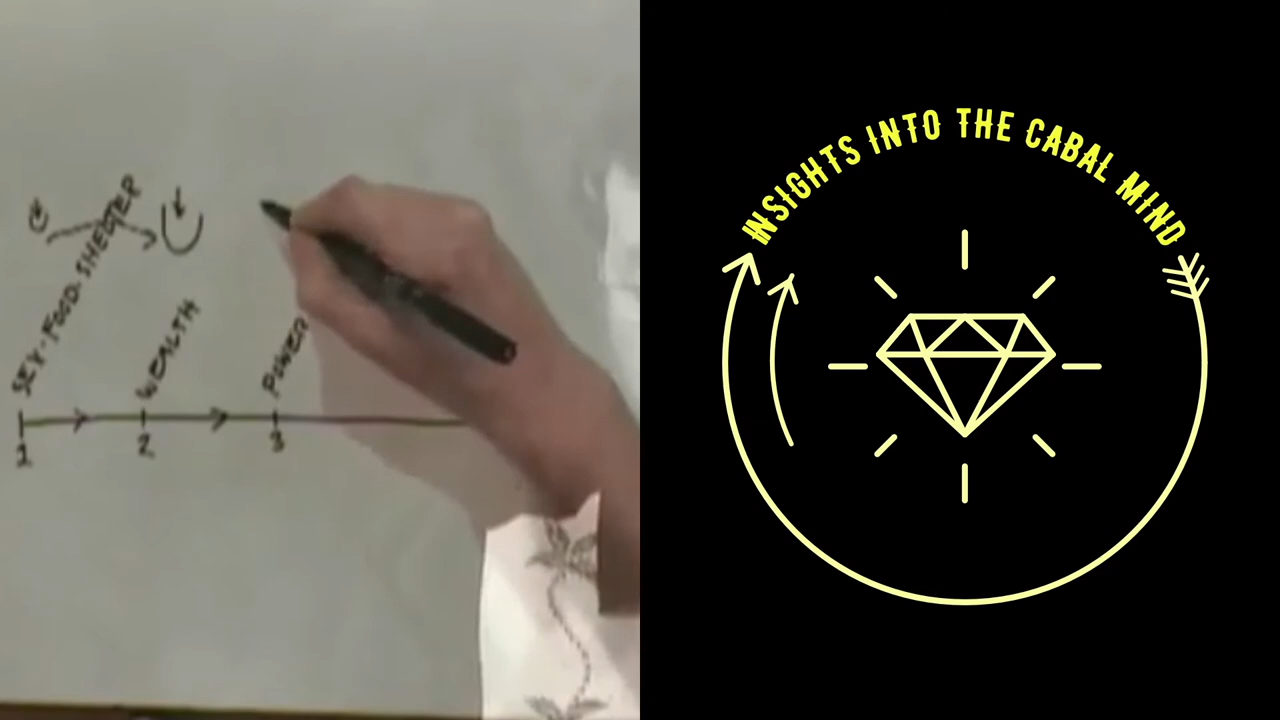 SEX-FOOD-SHELTER
WEALTH
POWER
1
2
3
INSIGHTS INTO THE CABAL MIND